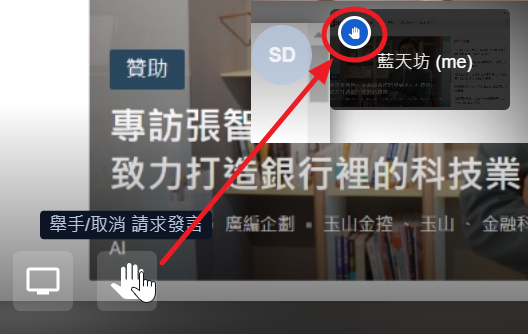 SD
藍天坊 (me)
贊助
專訪張智
致力打造銀行裡的科技業
舉手/取消 請求發言
廣編企劃 ▪ 玉山金控、玉山、金融科
AI